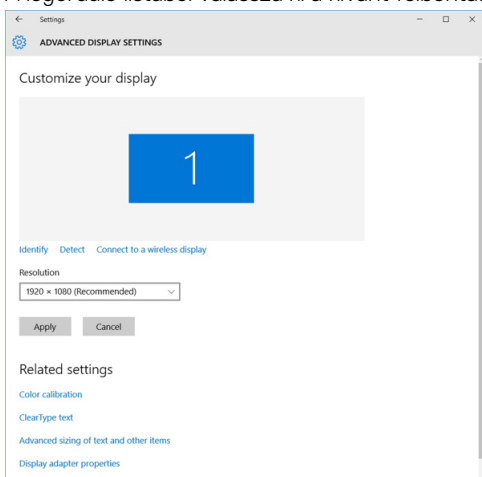 ← Settings
ADVANCED DISPLAY SETTINGS
Customize your display
1
Identify Detect Connect to a wireless display
Resolution
1920 × 1080 (Recommended)
Apply Cancel
Related settings
Color calibration
ClearType text
Advanced sizing of text and other items
Display adapter properties